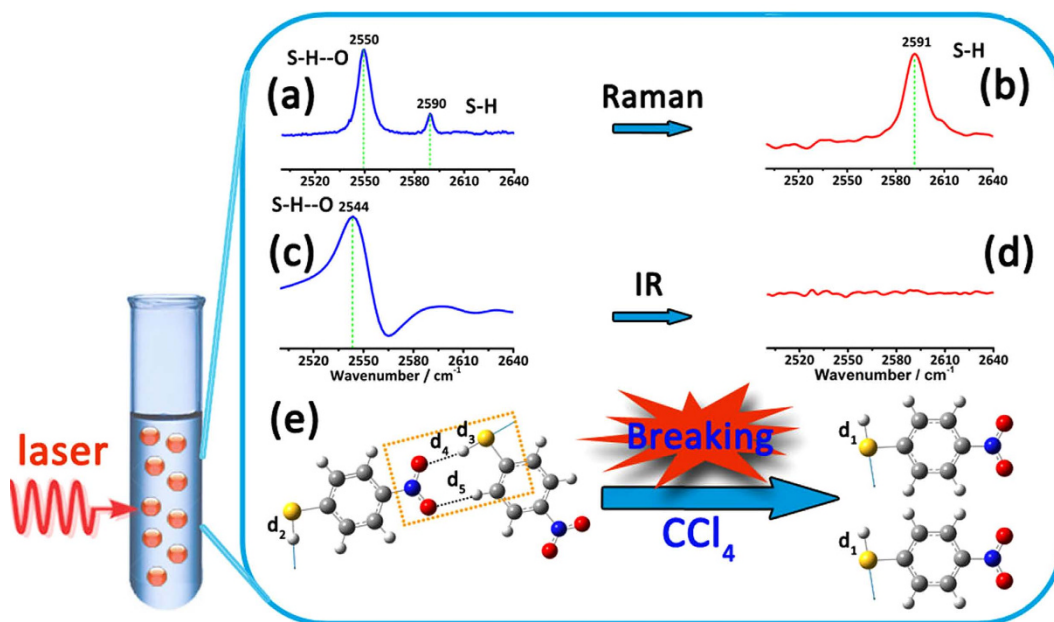 S-H--O
2550
(a)
2590
S-H
2520 2550 2580 2610 2640
Raman
2591
S-H
(b)
2520 2550 2580 2610 2640
S-H--O
2544
(c)
2520 2550 2580 2610 2640
Wavenumber / cm⁻¹
IR
(d)
2520 2550 2580 2610 2640
Wavenumber / cm⁻¹
laser
(e)
d₂
d₄
d₃
d₅
Breaking
CCl₄
d₁
d₁